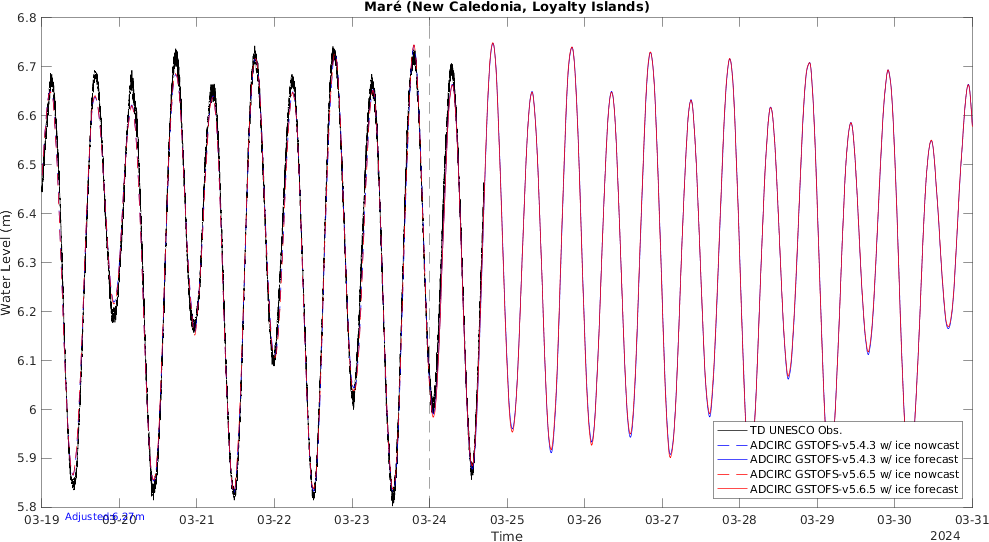 Maré (New Caledonia, Loyalty Islands)
6.8
6.7
6.6
6.5
6.4
6.3
6.2
6.1
6
5.9
5.8
Water Level (m)
TD UNESCO Obs.
ADCIRC GSTOFS-v5.4.3 w/ ice nowcast
ADCIRC GSTOFS-v5.4.3 w/ ice forecast
ADCIRC GSTOFS-v5.6.5 w/ ice nowcast
ADCIRC GSTOFS-v5.6.5 w/ ice forecast
03-19 03-20 03-21 03-22 03-23 03-24 03-25 03-26 03-27 03-28 03-29 03-30 03-31
Adjusted 6.27m
Time
2024